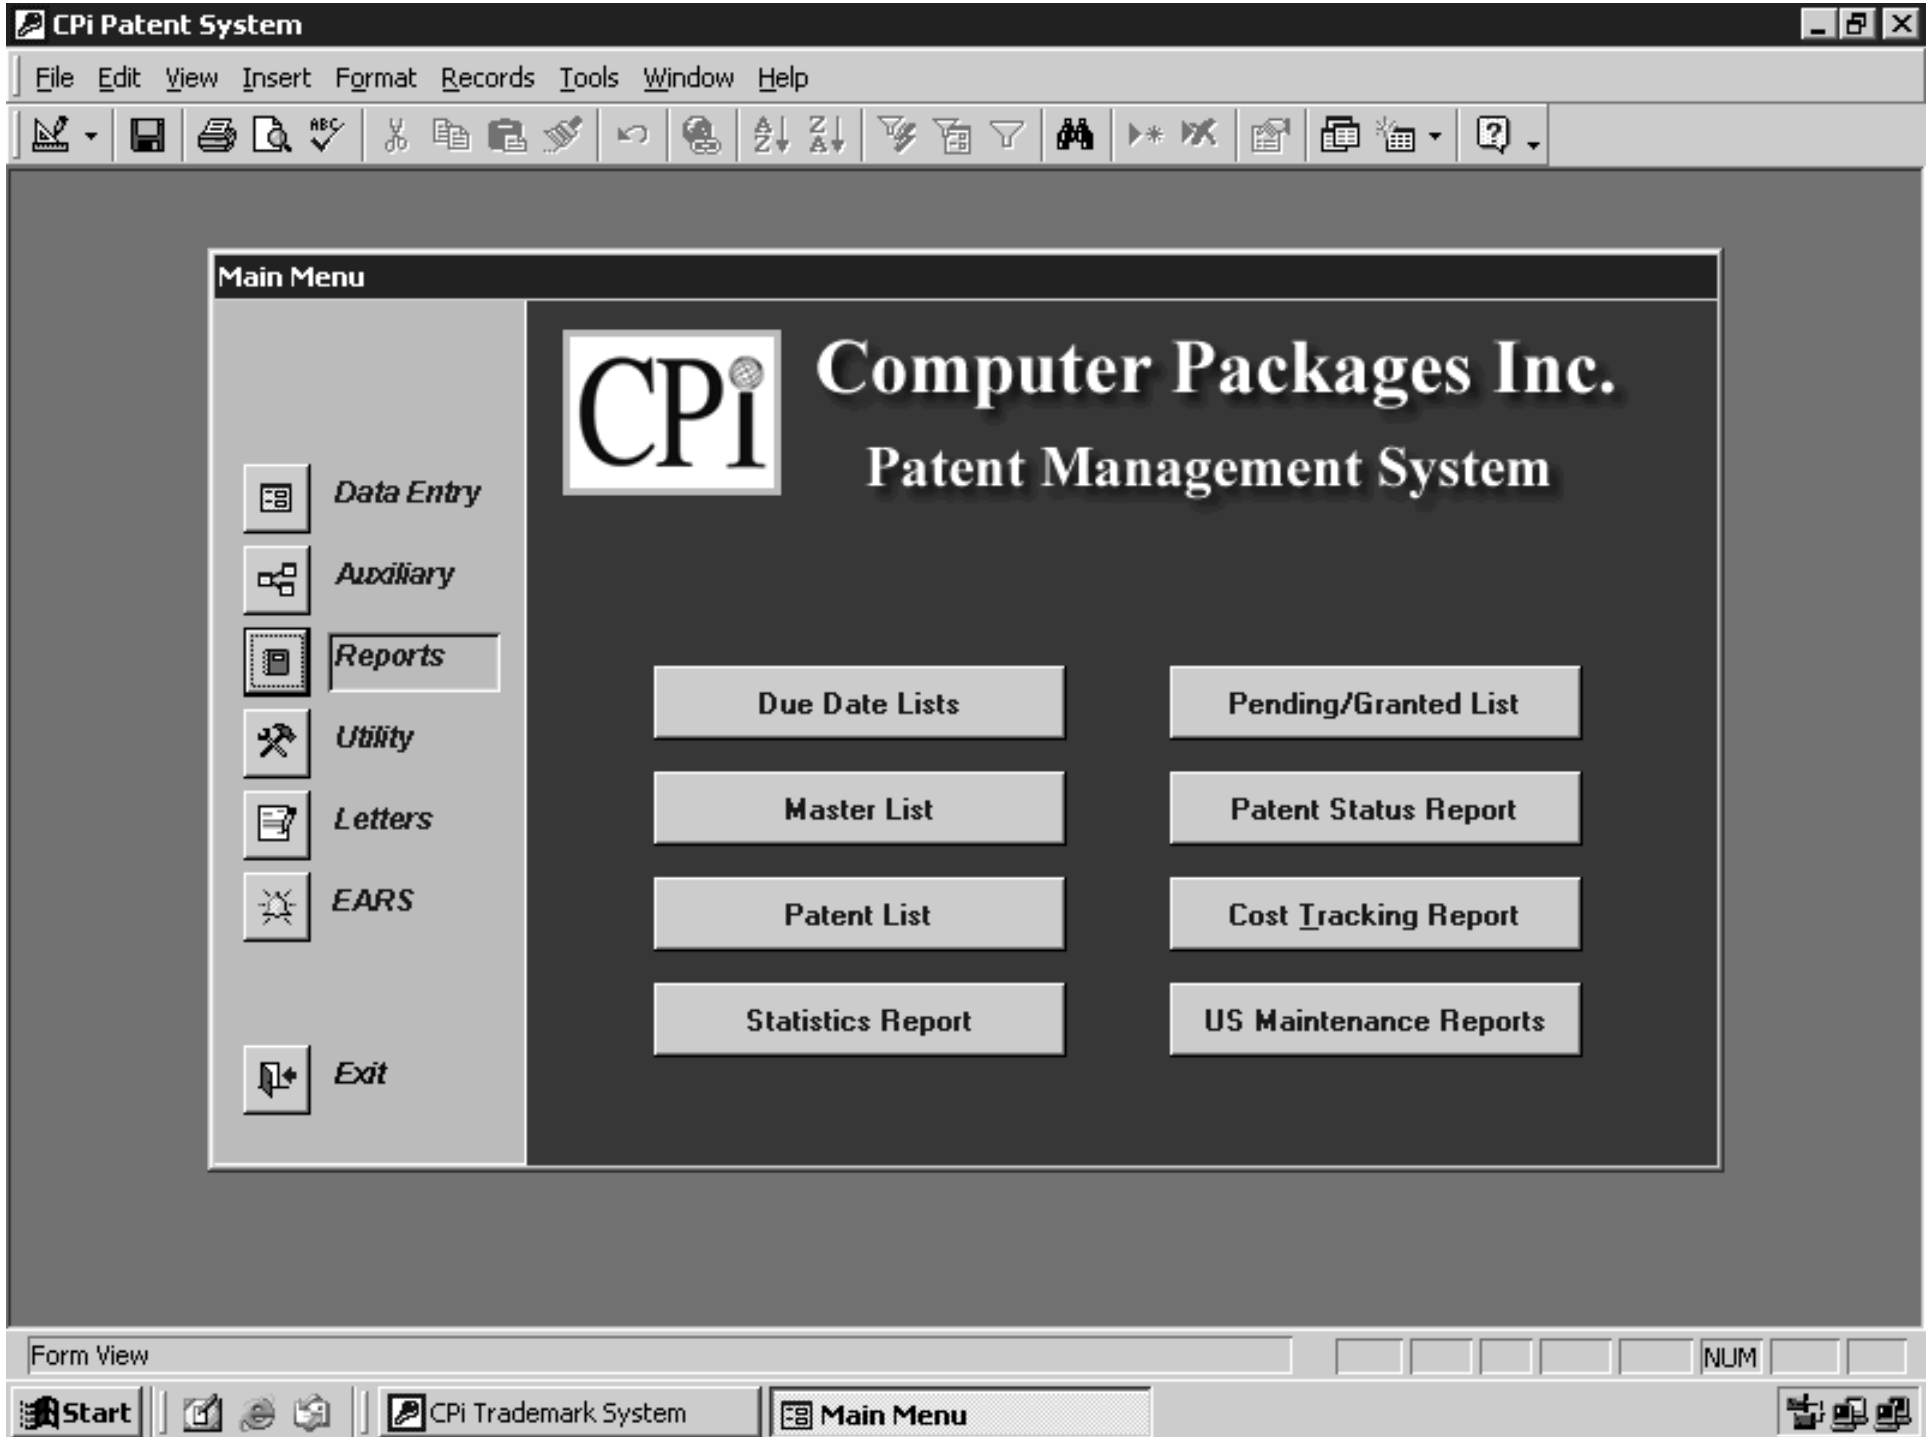 CPi Patent System
File Edit View Insert Format Records Tools Window Help
ABC
A Z Z A
Main Menu
CPi
Computer Packages Inc.
Patent Management System
Data Entry
Auxiliary
Reports
Utility
Letters
EARS
Exit
Due Date Lists
Pending/Granted List
Master List
Patent Status Report
Patent List
Cost Tracking Report
Statistics Report
US Maintenance Reports
Form View
NUM
Start
CPi Trademark System
Main Menu